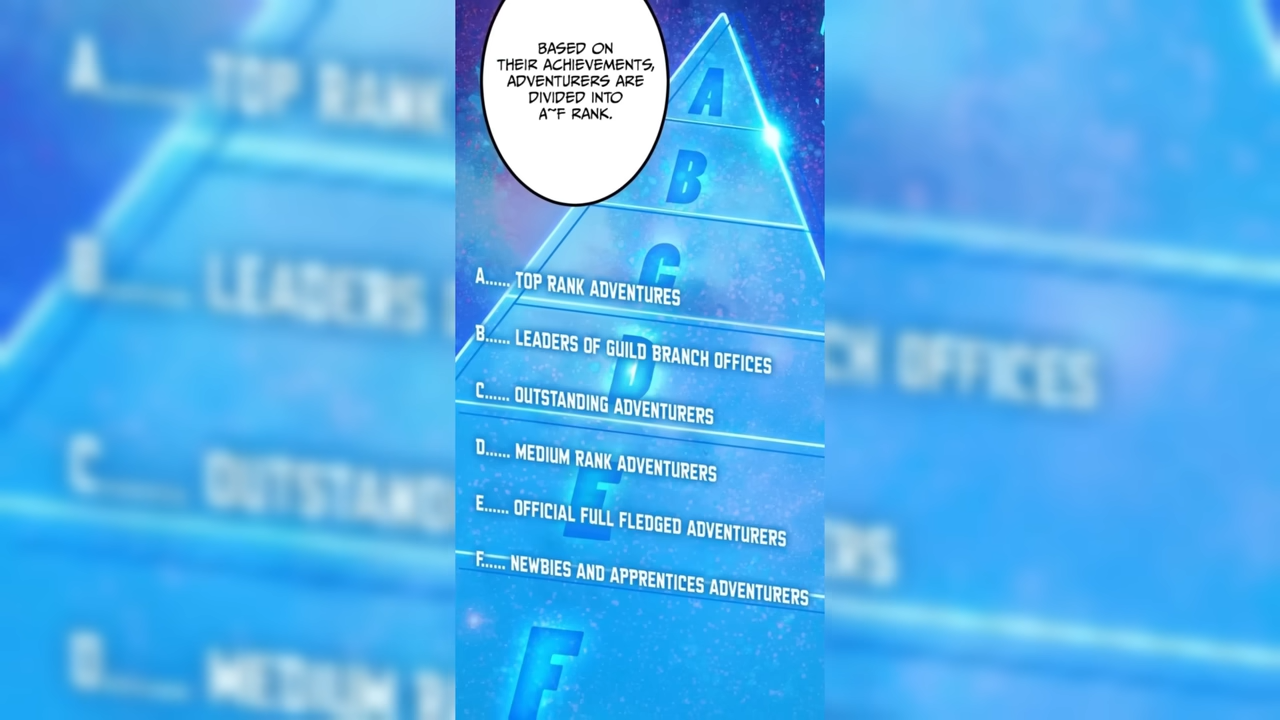 BASED ON
THEIR ACHIEVEMENTS,
ADVENTURERS ARE
DIVIDED INTO
A~F RANK.
A
B
C
D
E
F
A...... TOP RANK ADVENTURES
B...... LEADERS OF GUILD BRANCH OFFICES
C...... OUTSTANDING ADVENTURERS
D...... MEDIUM RANK ADVENTURERS
E...... OFFICIAL FULL FLEDGED ADVENTURERS
F...... NEWBIES AND APPRENTICES ADVENTURERS